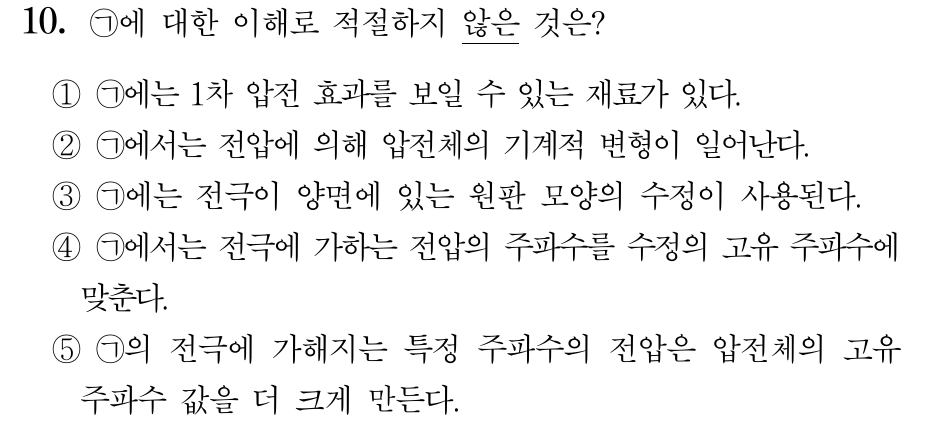 10. ㉠에 대한 이해로 적절하지 않은 것은?
① ㉠에는 1차 압전 효과를 보일 수 있는 재료가 있다.
② ㉠에서는 전압에 의해 압전체의 기계적 변형이 일어난다.
③ ㉠에는 전극이 양면에 있는 원판 모양의 수정이 사용된다.
④ ㉠에서는 전극에 가하는 전압의 주파수를 수정의 고유 주파수에
맞춘다.
⑤ ㉠의 전극에 가해지는 특정 주파수의 전압은 압전체의 고유
주파수 값을 더 크게 만든다.